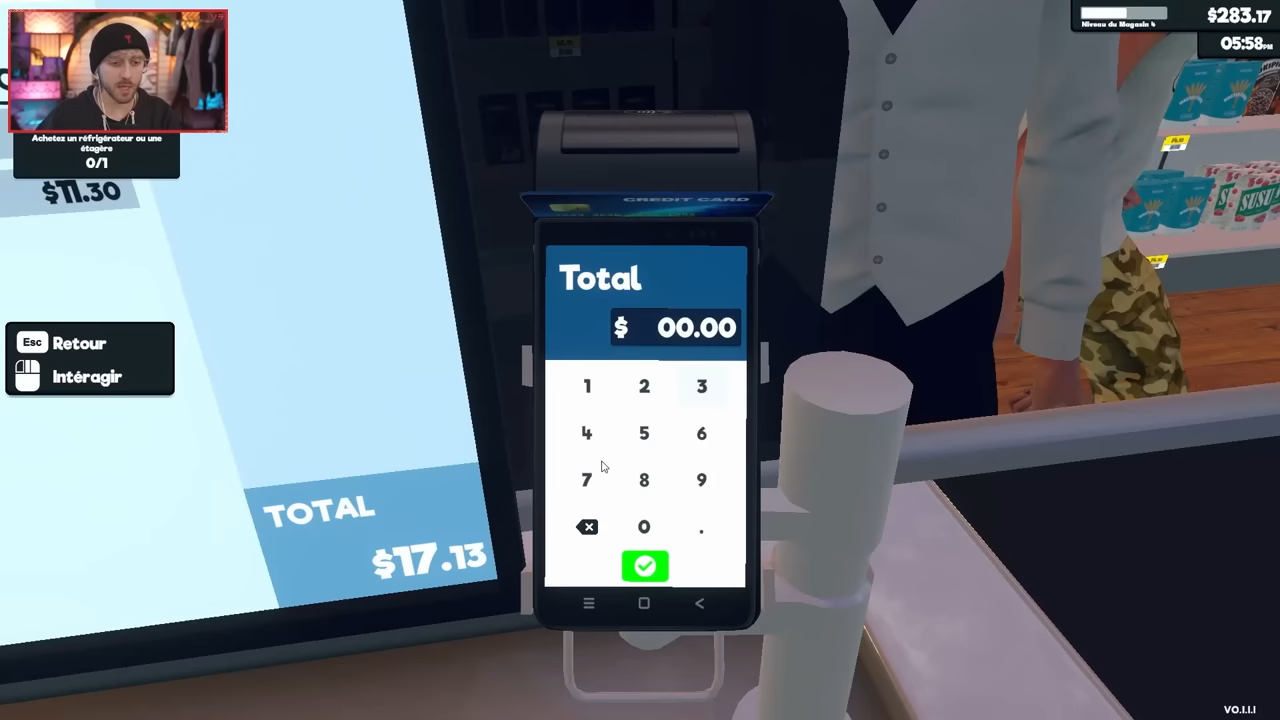 Niveau du Magasin 4
$283.17
05:58PM
Achetez un réfrigérateur ou une
étagère
0/1
$11.30
Esc Retour
Intéragir
CREDIT CARD
Total
$ 00.00
1 2 3
4 5 6
7 8 9
0 .
TOTAL
$17.13
SUSU
V0.1.1.1